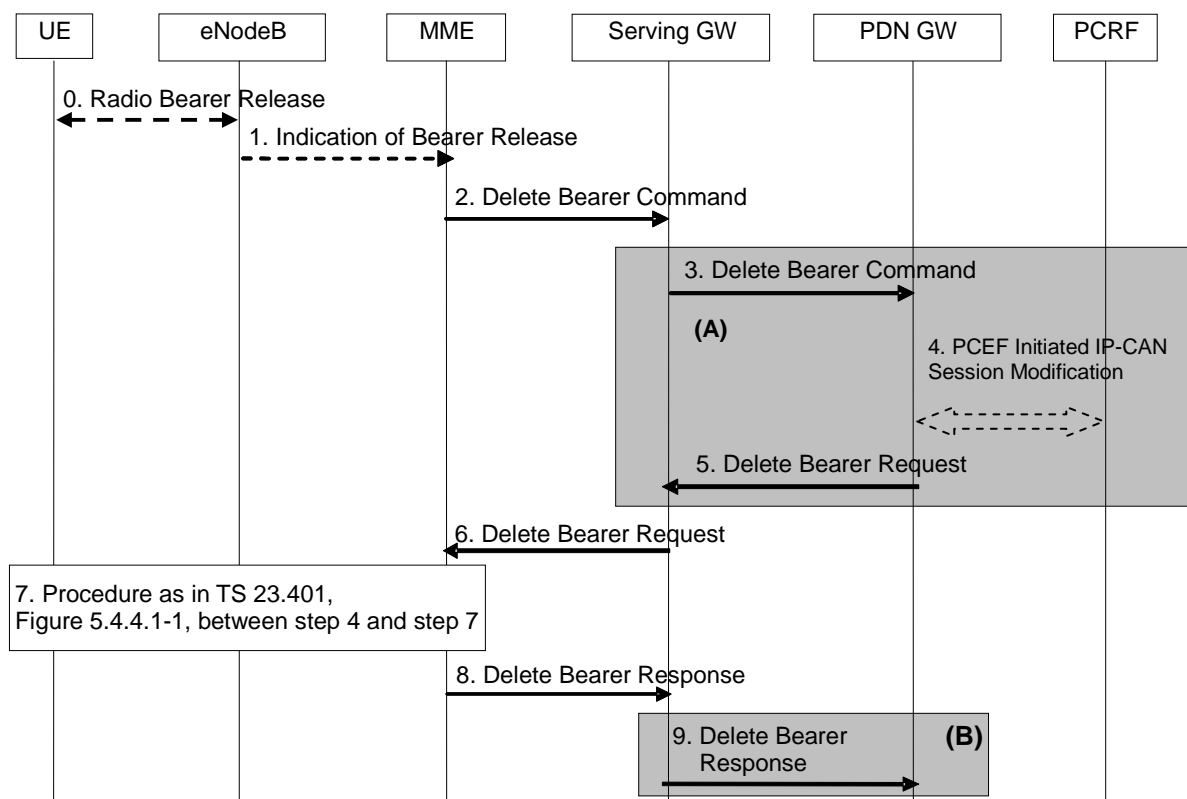 UE
eNodeB
MME
Serving GW
PDN GW
PCRF
0. Radio Bearer Release
1. Indication of Bearer Release
2. Delete Bearer Command
3. Delete Bearer Command
(A)
4. PCEF Initiated IP-CAN
Session Modification
5. Delete Bearer Request
6. Delete Bearer Request
7. Procedure as in TS 23.401,
Figure 5.4.4.1-1, between step 4 and step 7
8. Delete Bearer Response
9. Delete Bearer
Response
(B)